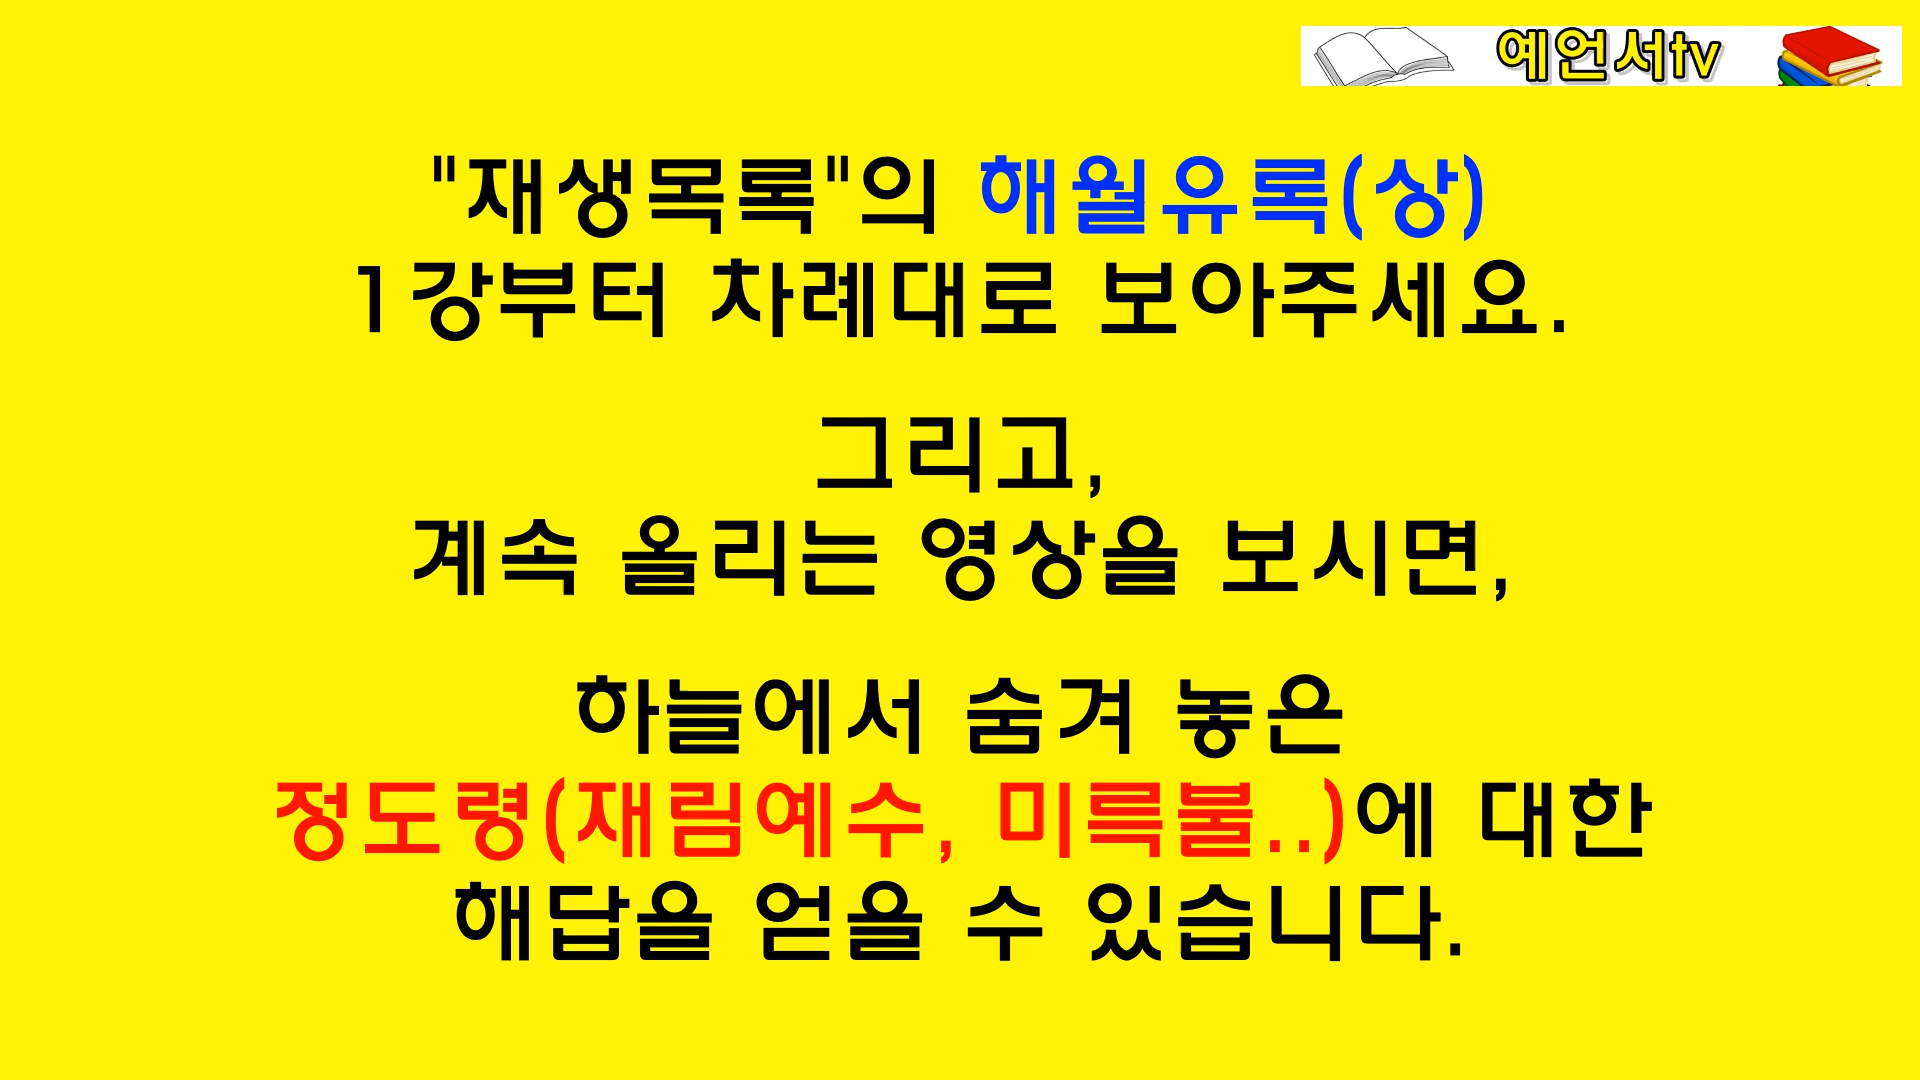 예언서tv
"재생목록"의 해월유록(상)
1강부터 차례대로 보아주세요.
그리고,
계속 올리는 영상을 보시면,
하늘에서 숨겨 놓은
정도령(재림예수, 미륵불..)에 대한
해답을 얻을 수 있습니다.